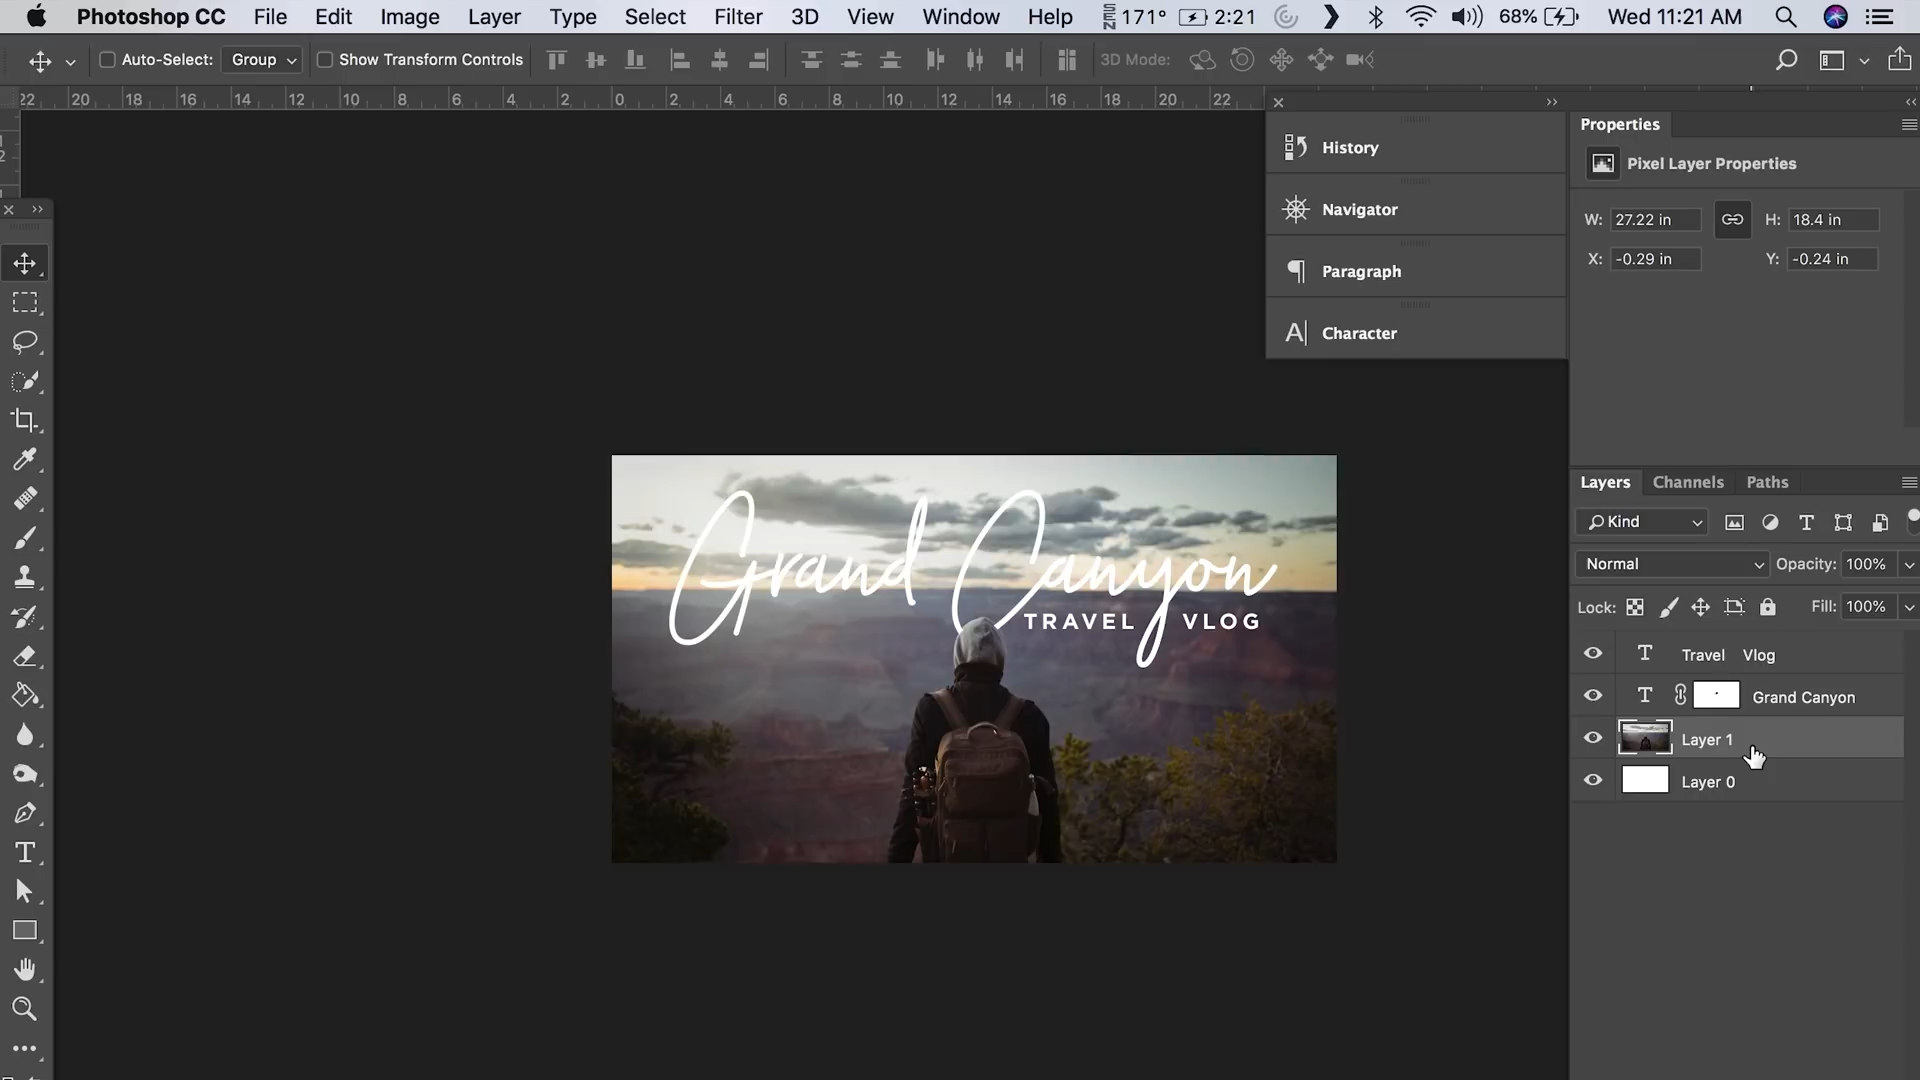 Photoshop CC File Edit Image Layer Type Select Filter 3D View Window Help SEN 171° 2:21 68% Wed 11:21 AM
Auto-Select: Group Show Transform Controls 3D Mode:
22 20 18 16 14 12 10 8 6 4 2 0 2 4 6 8 10 12 14 16 18 20 22
2
History
Navigator
Paragraph
A Character
Properties
Pixel Layer Properties
W: 27.22 in H: 18.4 in
X: -0.29 in Y: -0.24 in
Grand Canyon
TRAVEL VLOG
Layers Channels Paths
Kind
Normal Opacity: 100%
Lock: Fill: 100%
T Travel Vlog
T Grand Canyon
Layer 1
Layer 0